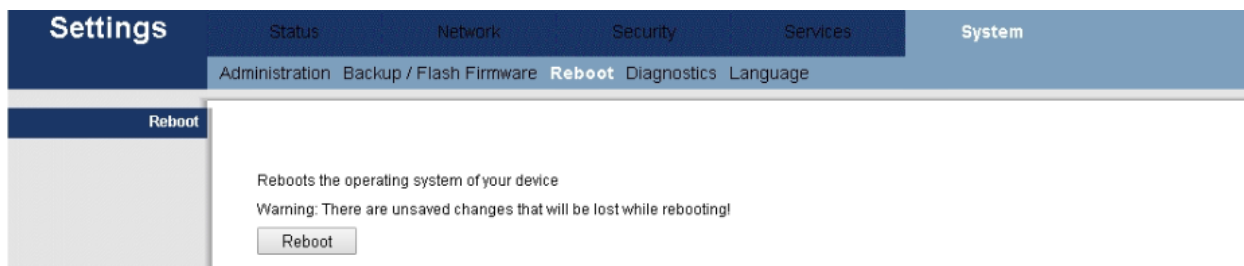 Settings Status Network Security Services System
Administration Backup / Flash Firmware Reboot Diagnostics Language
Reboot
Reboots the operating system of your device
Warning: There are unsaved changes that will be lost while rebooting!
Reboot